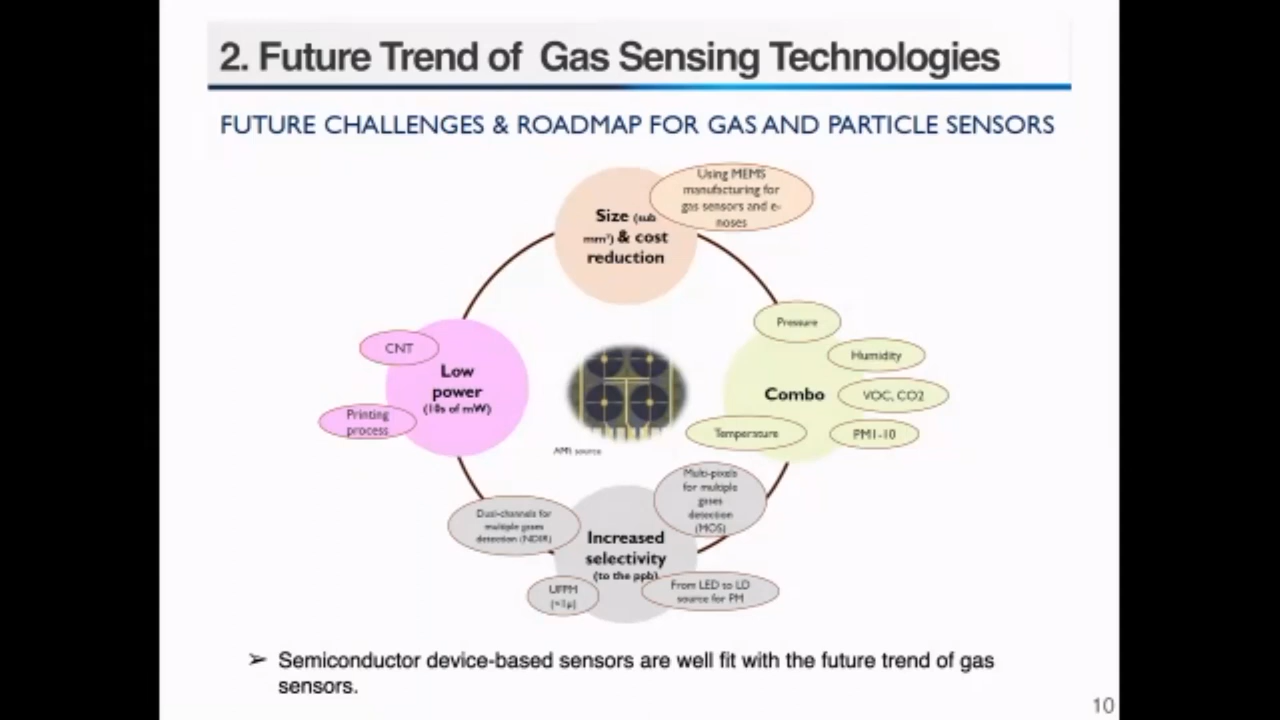 2. Future Trend of Gas Sensing Technologies
FUTURE CHALLENGES & ROADMAP FOR GAS AND PARTICLE SENSORS
Using MEMS
manufacturing for
gas sensors and e-
noses
Size (sub
mm³) & cost
reduction
Pressure
Humidity
Combo
VOC, CO2
Temperature
PM1-10
CNT
Low
power
(10s of mW)
Printing
process
AMS source
Multi-pixels
for multiple
gases
detection
(MOS)
Dual-channels for
multiple gases
detection (NDIR)
Increased
selectivity
(to the ppb)
UFPM
(<1µ)
From LED to LD
source for PM
➢ Semiconductor device-based sensors are well fit with the future trend of gas
sensors.
10